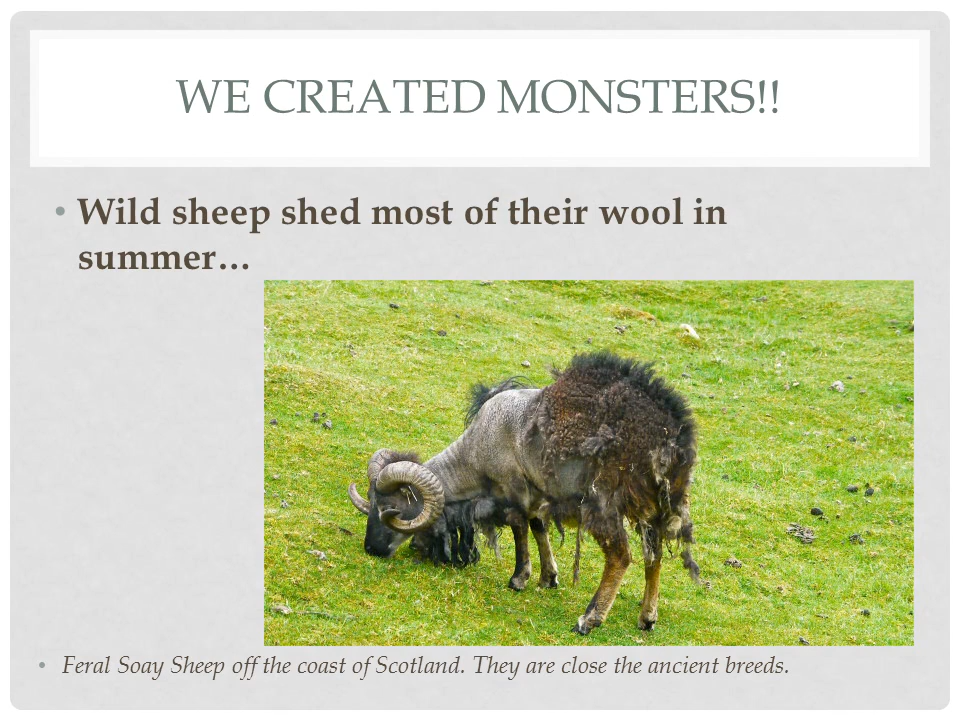 WE CREATED MONSTERS!!
• Wild sheep shed most of their wool in
summer…
• Feral Soay Sheep off the coast of Scotland. They are close the ancient breeds.